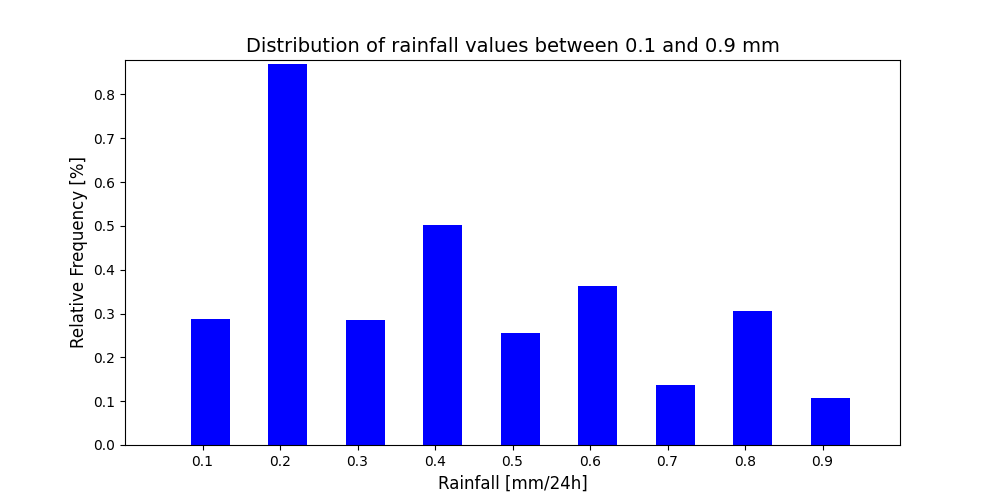 Distribution of rainfall values between 0.1 and 0.9 mm
Relative Frequency [%]
0.8
0.7
0.6
0.5
0.4
0.3
0.2
0.1
0.0
0.1 0.2 0.3 0.4 0.5 0.6 0.7 0.8 0.9
Rainfall [mm/24h]